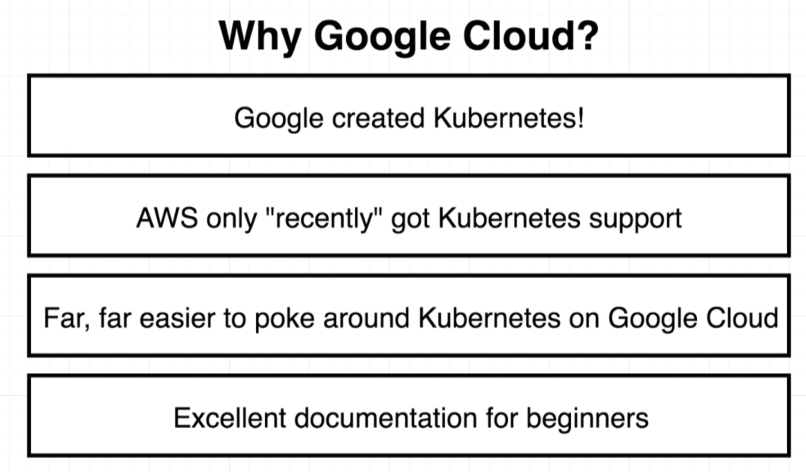 Why Google Cloud?
Google created Kubernetes!
AWS only "recently" got Kubernetes support
Far, far easier to poke around Kubernetes on Google Cloud
Excellent documentation for beginners